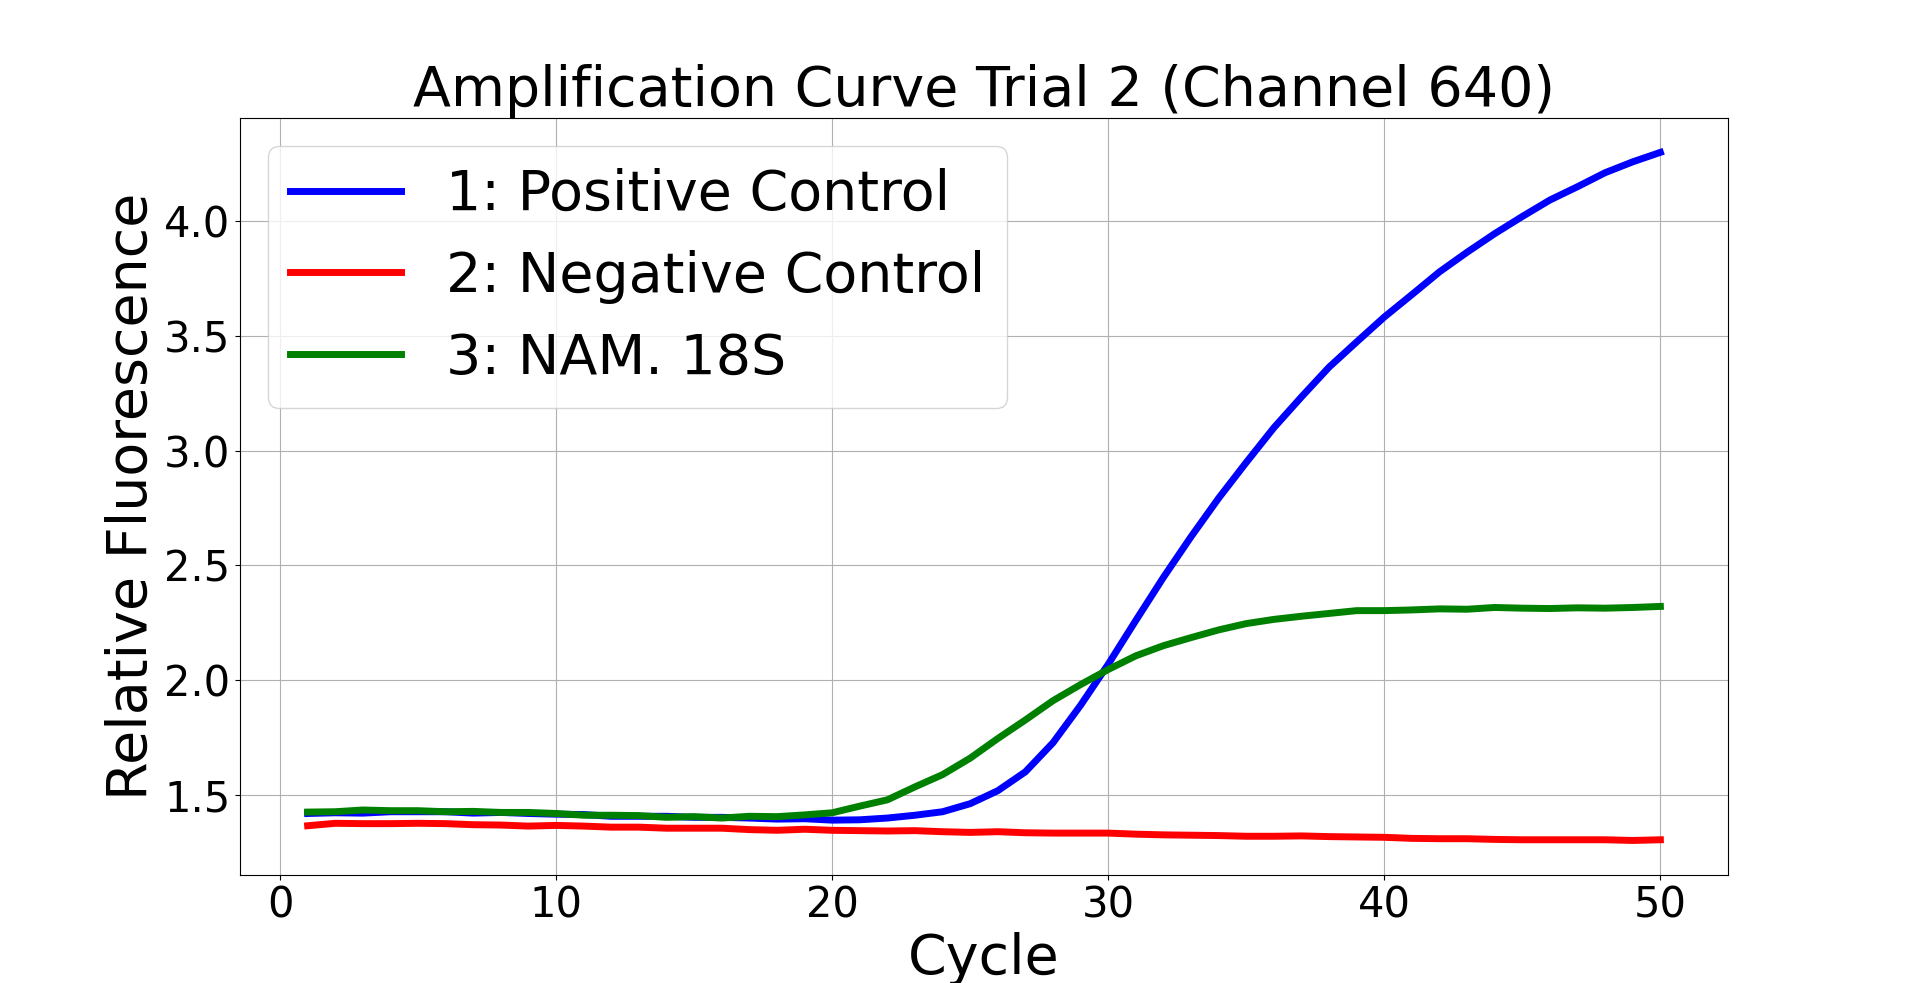 Amplification Curve Trial 2 (Channel 640)
1: Positive Control
2: Negative Control
3: NAM. 18S
Relative Fluorescence
4.0
3.5
3.0
2.5
2.0
1.5
0 10 20 30 40 50
Cycle